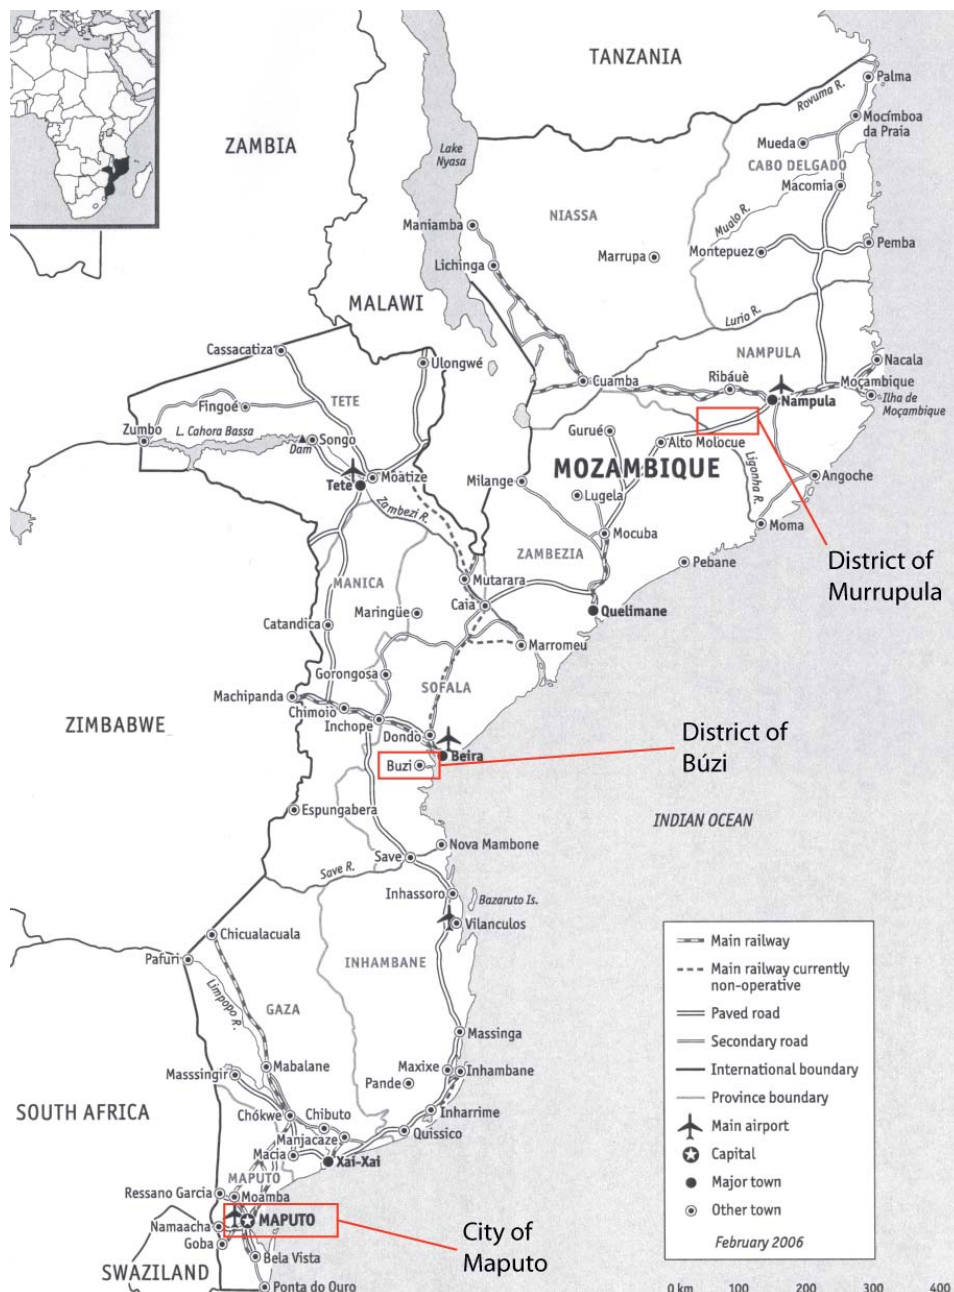 TANZANIA
Palma
Rovuma R.
Mocímboa
da Praia
ZAMBIA
Lake
Nyasa
Mueda
CABO DELGADO
Macomia
NIASSA
Maniamba
Mualo R.
Pemba
Marrupa
Montepuez
Lichinga
MALAWI
Lurio R.
Cassacatiza
NAMPULA
Nacala
Ulongwé
Cuamba
Ribáuè
Moçambique
TETE
Nampula
Ilha de
Moçambique
Fingoé
Zumbo
L. Cahora Bassa
Songo
Dam
Gurué
Alto Molocue
MOZAMBIQUE
Ligonha R.
Moatize
Tete
Milange
Angoche
Zambezi R.
Lugela
Moma
Mocuba
ZAMBEZIA
Pebane
District of
Murrupula
MANICA
Mutarara
Maringüe
Caia
Quelimane
Catandica
Marromeu
Gorongosa
SOFALA
Machipanda
Chimoio
Inchope
ZIMBABWE
Dondo
Beira
District of
Búzi
Buzi
Espungabera
INDIAN OCEAN
Nova Mambone
Save
Save R.
Inhassoro
Bazaruto Is.
Vilanculos
Chicualacuala
Pafuri
INHAMBANE
Limpopo R.
GAZA
Massinga
Mabalane
Maxixe
Inhambane
Masssingir
Pande
SOUTH AFRICA
Chókwe
Chibuto
Inharrime
Manjacaze
Quissico
Macia
Xai-Xai
MAPUTO
Ressano Garcia
Moamba
MAPUTO
Namaacha
Goba
City of
Maputo
Bela Vista
SWAZILAND
Ponta do Ouro
Main railway
Main railway currently
non-operative
Paved road
Secondary road
International boundary
Province boundary
Main airport
Capital
Major town
Other town
February 2006
0 km 100 200 300 400